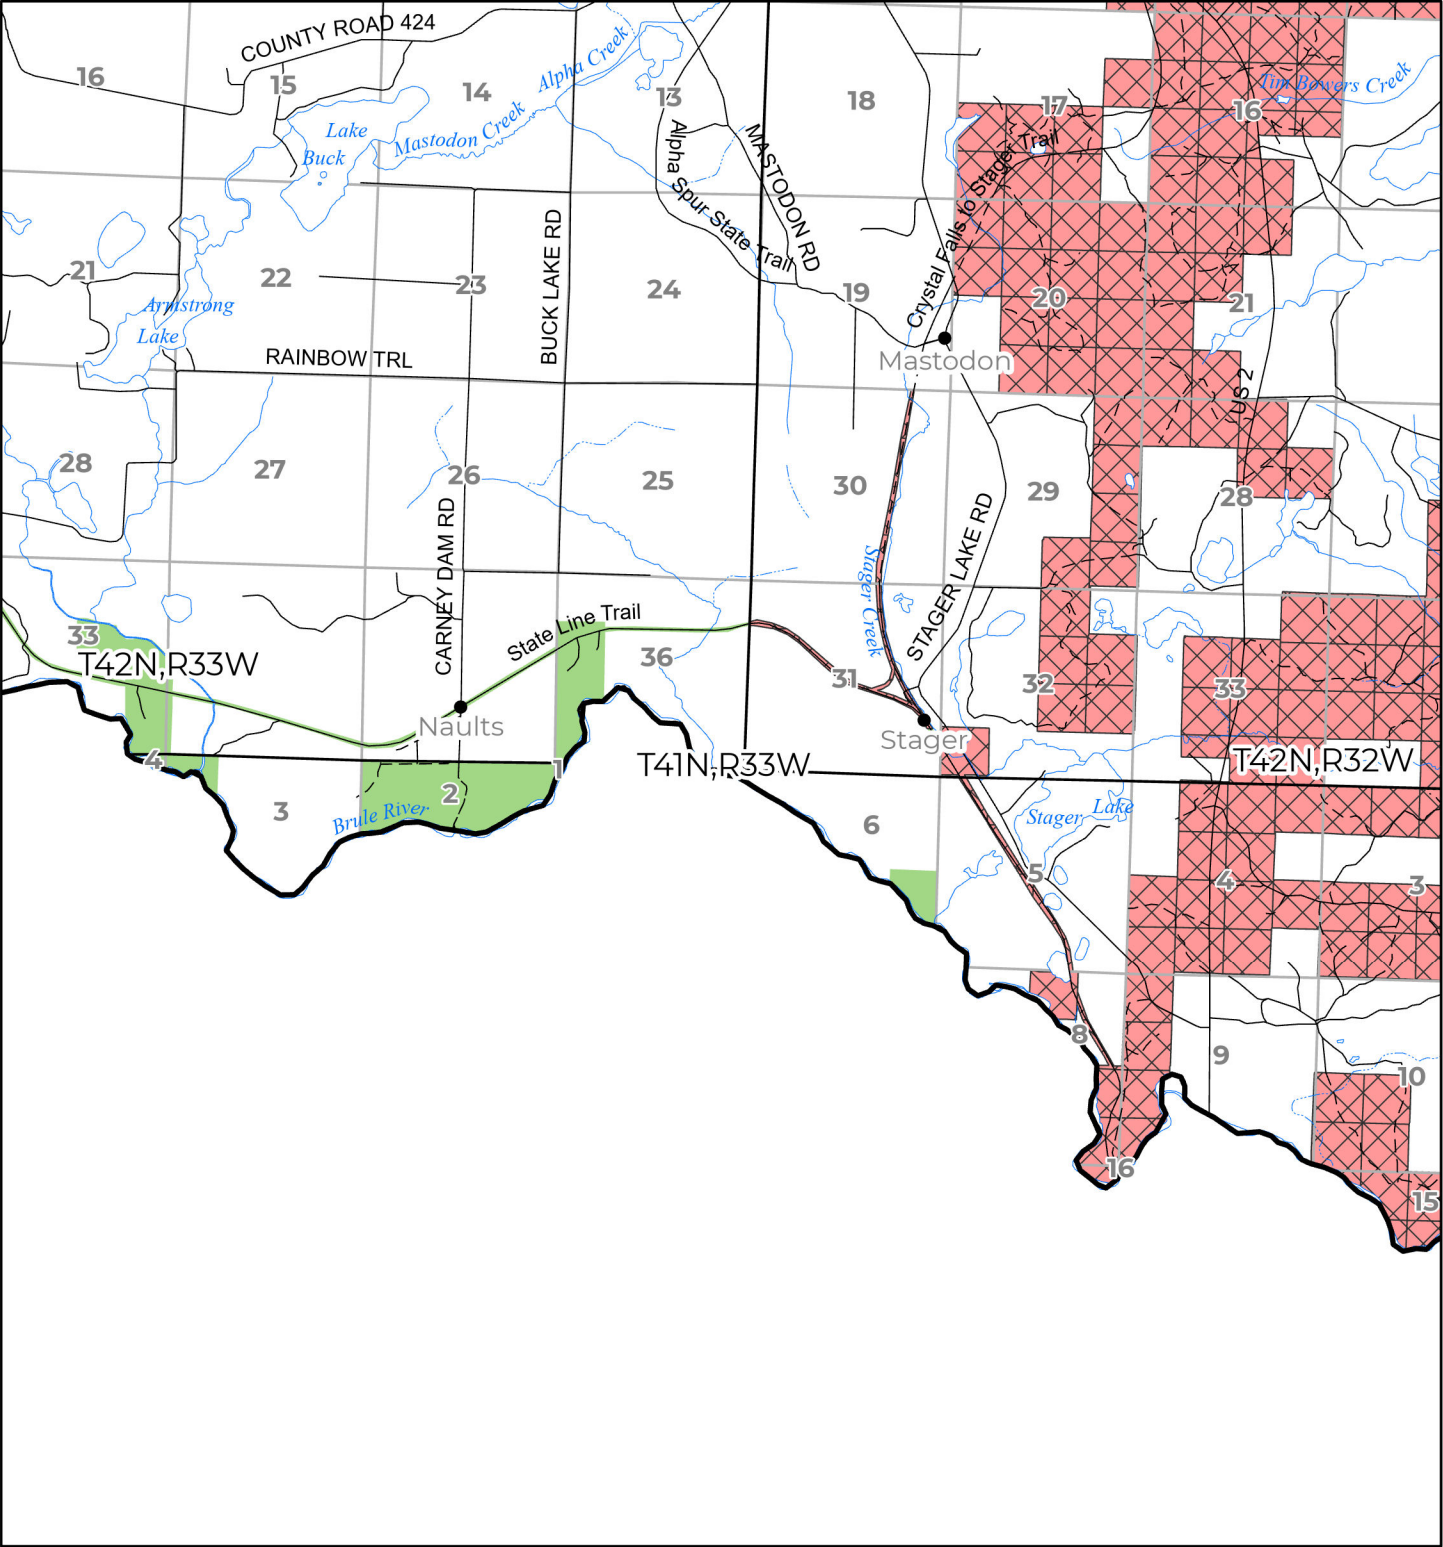 COUNTY ROAD 424
16
15
14
Alpha Creek
13
18
17
16
Tim Bowers Creek
Lake
Buck
Mastodon Creek
Alpha Spur State Trail
MASTODON RD
Crystal Falls to Stager Trail
21
22
23
BUCK LAKE RD
24
19
20
21
Armstrong
Lake
RAINBOW TRL
Mastodon
US 2
28
27
26
25
30
29
28
CARNEY DAM RD
Stager Creek
STAGER LAKE RD
33
T42N,R33W
State Line Trail
36
31
32
33
Naults
Stager
4
1
T41N,R33W
T42N,R32W
3
2
Brule River
6
Stager Lake
5
4
3
8
9
10
16
15